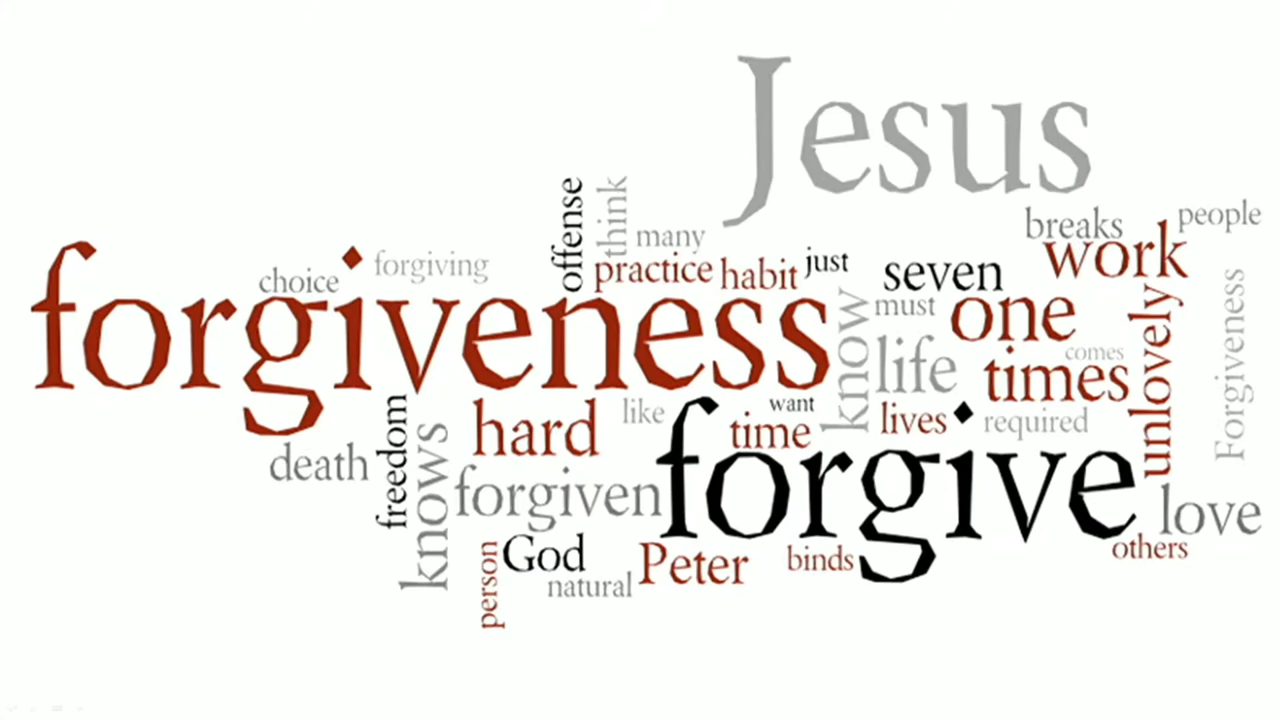 Jesus
offense
think
many
breaks
people
forgiveness
choice
forgiving
practice
habit
just
seven
work
must
one
know
life
comes
times
unlovely
Forgiveness
hard
like
want
time
lives
required
death
freedom
knows
forgiven
forgive
love
person
God
natural
Peter
binds
others